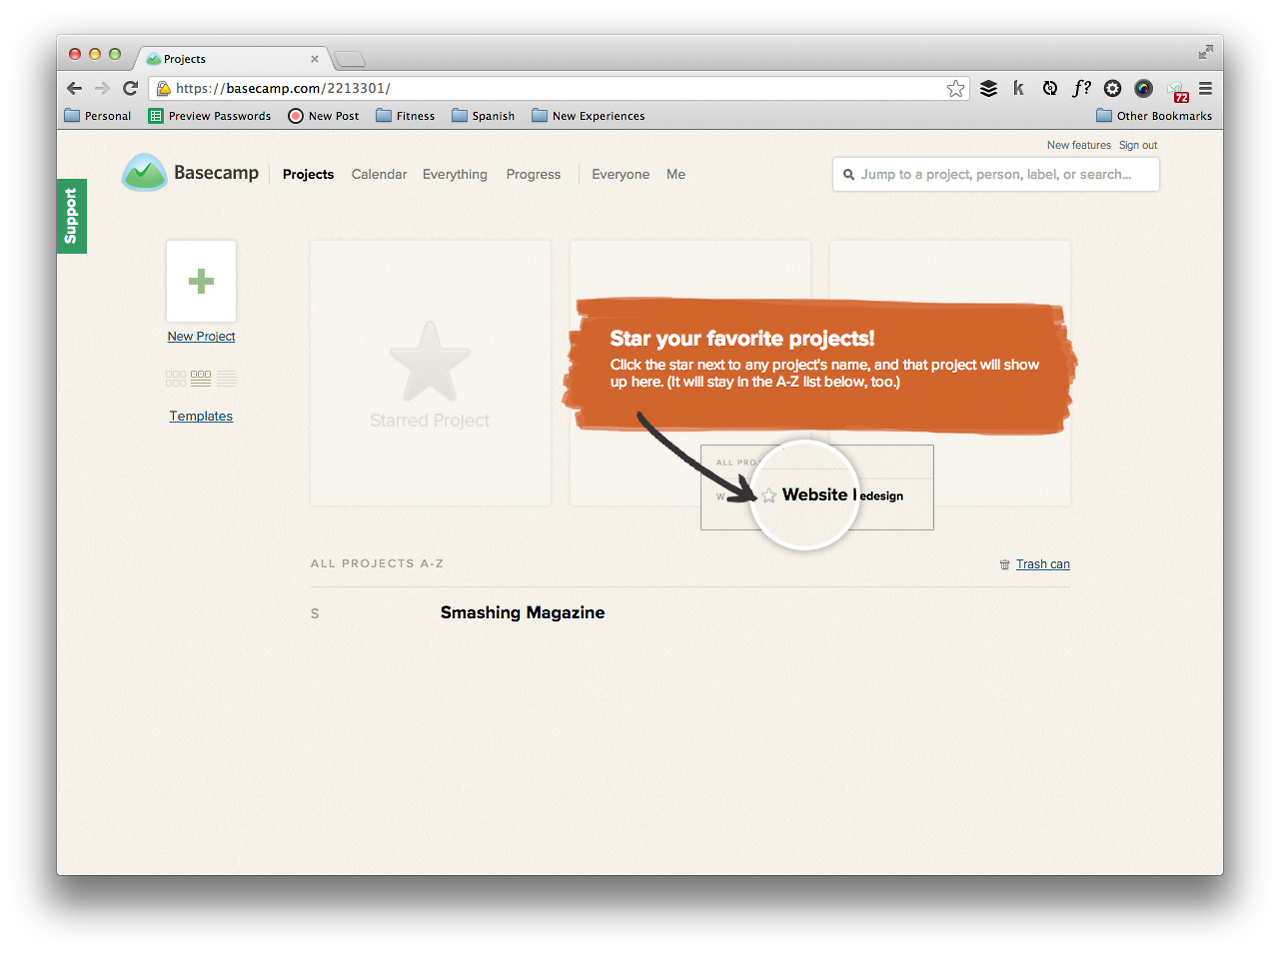 Projects
https://basecamp.com/2213301/
k
f?
72
Personal
Preview Passwords
New Post
Fitness
Spanish
New Experiences
Other Bookmarks
New features
Sign out
Basecamp
Projects
Calendar
Everything
Progress
Everyone
Me
Jump to a project, person, label, or search...
Support
New Project
Templates
Starred Project
Star your favorite projects!
Click the star next to any project's name, and that project will show
up here. (It will stay in the A-Z list below, too.)
ALL PROJ
W
Website
edesign
ALL PROJECTS A-Z
Trash can
S
Smashing Magazine